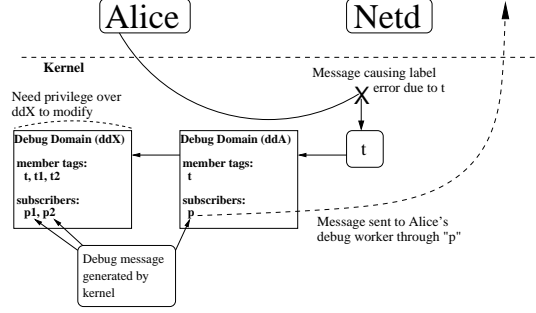 Alice
Netd
Kernel
Message causing label
error due to t
X
Need privilege over
ddX to modify
Debug Domain (ddX)
member tags:
t, t1, t2
subscribers:
p1, p2
Debug Domain (ddA)
member tags:
t
subscribers:
p
t
Message sent to Alice's
debug worker through "p"
Debug message
generated by
kernel